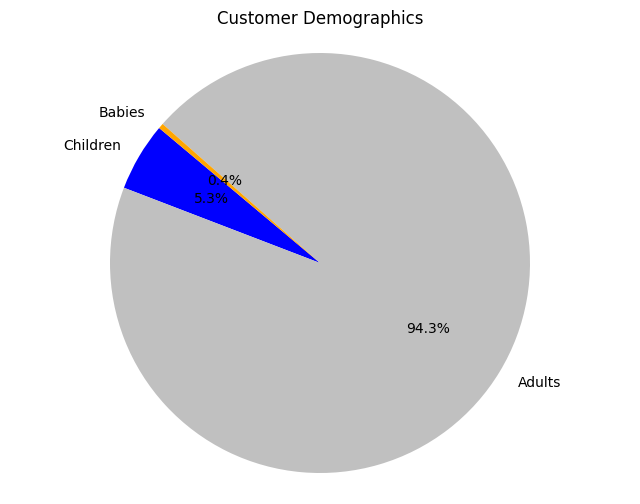 Customer Demographics
Babies
Children
0.4%
5.3%
94.3%
Adults